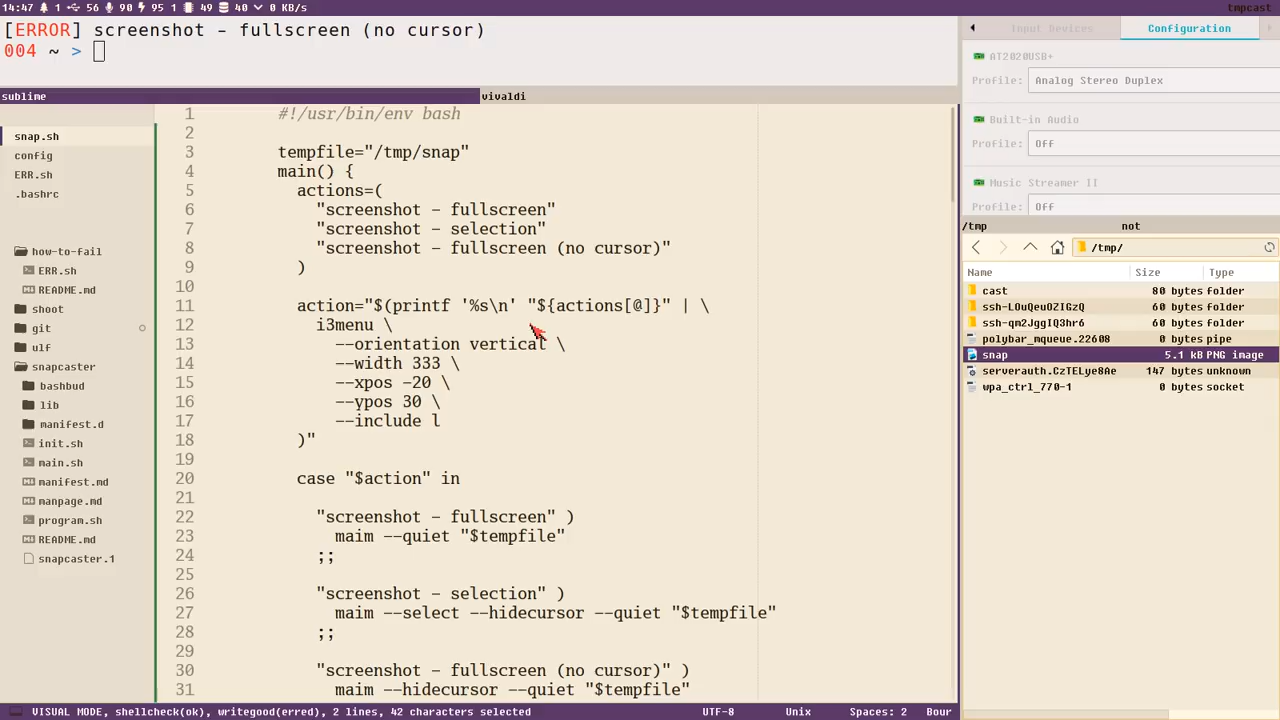 14:47 1 56 90 95 1 49 40 0 KB/s
tmpcast
[ERROR] screenshot - fullscreen (no cursor)
004 ~ >
sublime
vivaldi
snap.sh
config
ERR.sh
.bashrc
how-to-fail
ERR.sh
README.md
shoot
git
ulf
snapcaster
bashbud
lib
manifest.d
init.sh
main.sh
manifest.md
manpage.md
program.sh
README.md
snapcaster.1
1 #!/usr/bin/env bash
2
3 tempfile="/tmp/snap"
4 main() {
5 actions=(
6 "screenshot - fullscreen"
7 "screenshot - selection"
8 "screenshot - fullscreen (no cursor)"
9 )
10
11 action="$(printf '%s\n' "${actions[@]}" | \
12 i3menu \
13 --orientation vertical \
14 --width 333 \
15 --xpos -20 \
16 --ypos 30 \
17 --include l
18 )"
19
20 case "$action" in
21
22 "screenshot - fullscreen" )
23 maim --quiet "$tempfile"
24 ;;
25
26 "screenshot - selection" )
27 maim --select --hidecursor --quiet "$tempfile"
28 ;;
29
30 "screenshot - fullscreen (no cursor)" )
31 maim --hidecursor --quiet "$tempfile"
VISUAL MODE, shellcheck(ok), writegood(erred), 2 lines, 42 characters selected
UTF-8 Unix Spaces: 2 Bour
Input Devices Configuration
AT2020USB+
Profile: Analog Stereo Duplex
Built-in Audio
Profile: Off
Music Streamer II
Profile: Off
/tmp not
/tmp/
Name Size Type
cast 80 bytes folder
ssh-LOuQeuOZIGzQ 60 bytes folder
ssh-qm2JggIQ3hr6 60 bytes folder
polybar_mqueue.22608 0 bytes pipe
snap 5.1 kB PNG image
serverauth.CzTELye8Ae 147 bytes unknown
wpa_ctrl_770-1 0 bytes socket